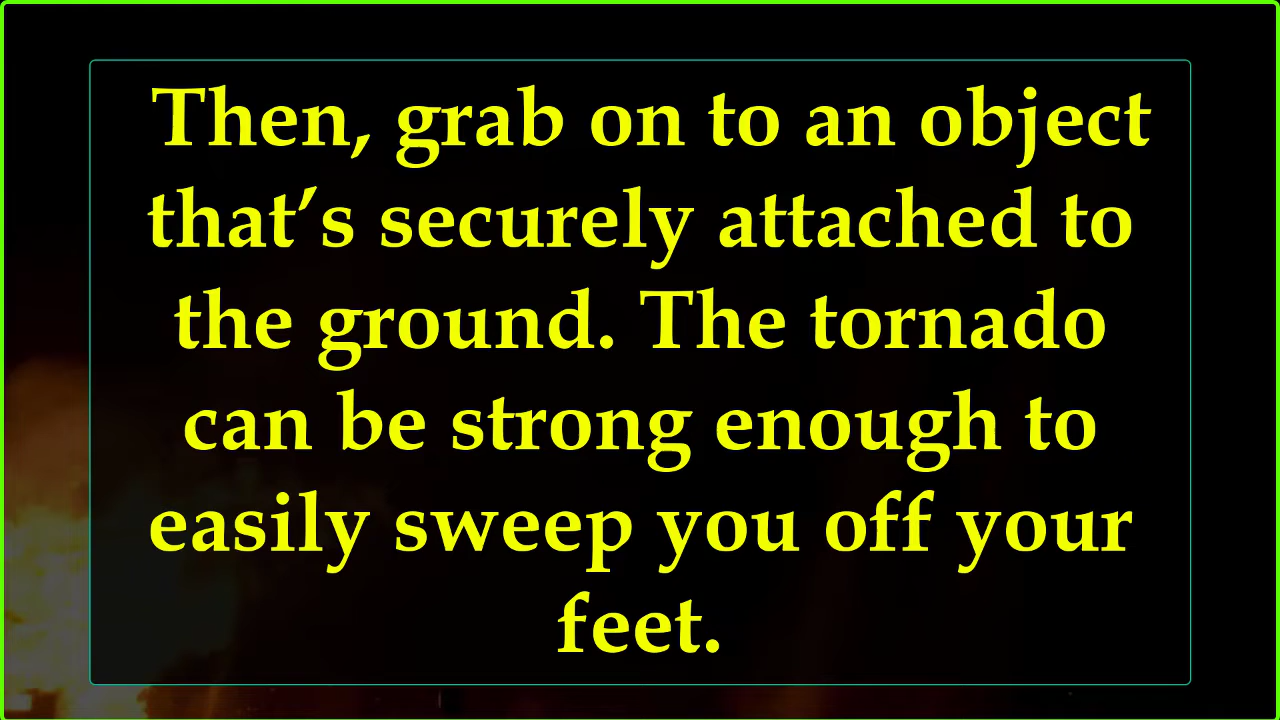 Then, grab on to an object
that’s securely attached to
the ground. The tornado
can be strong enough to
easily sweep you off your
feet.